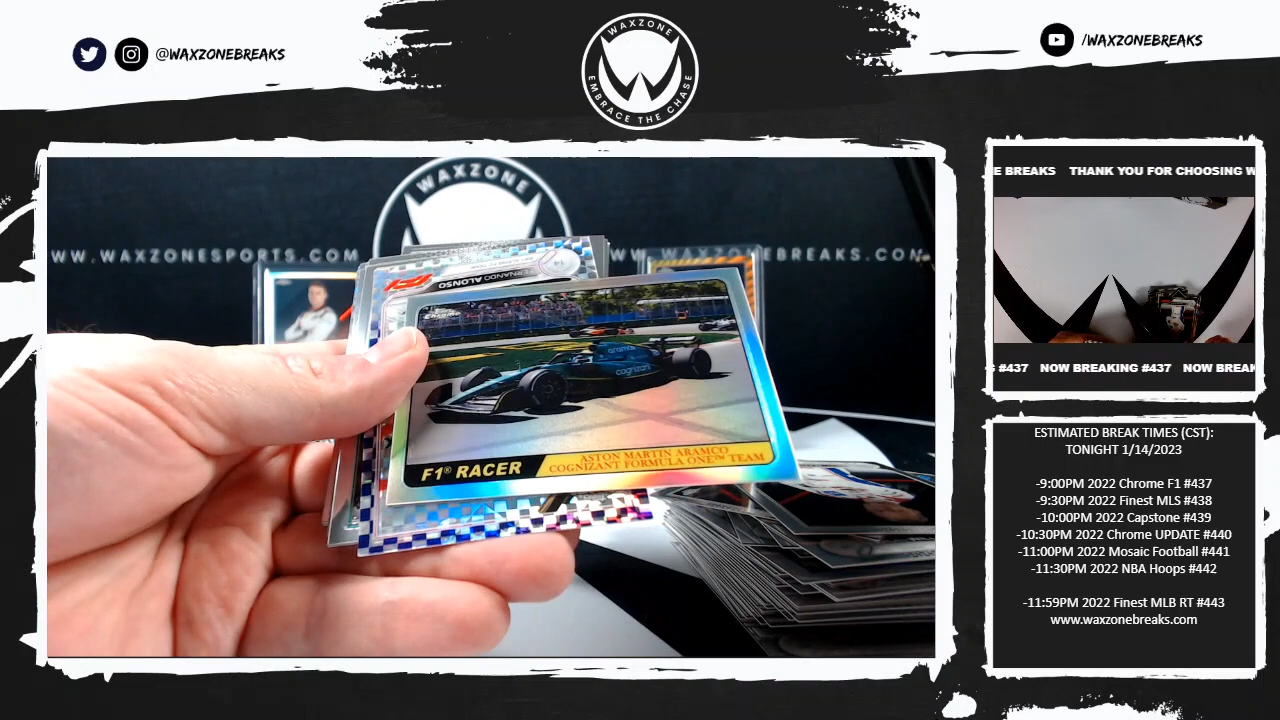 @WAXZONEBREAKS
WAXZONE
EMBRACE THE CHASE
/WAXZONEBREAKS
WAXZONE
WWW.WAXZONESPORTS.COM
FERNANDO ALONSO
F1
aramco
cognizant
F1® RACER
ASTON MARTIN ARAMCO
COGNIZANT FORMULA ONE™ TEAM
E BREAKS THANK YOU FOR CHOOSING W
#437 NOW BREAKING #437 NOW BREAK
ESTIMATED BREAK TIMES (CST):
TONIGHT 1/14/2023
-9:00PM 2022 Chrome F1 #437
-9:30PM 2022 Finest MLS #438
-10:00PM 2022 Capstone #439
-10:30PM 2022 Chrome UPDATE #440
-11:00PM 2022 Mosaic Football #441
-11:30PM 2022 NBA Hoops #442
-11:59PM 2022 Finest MLB RT #443
www.waxzonebreaks.com